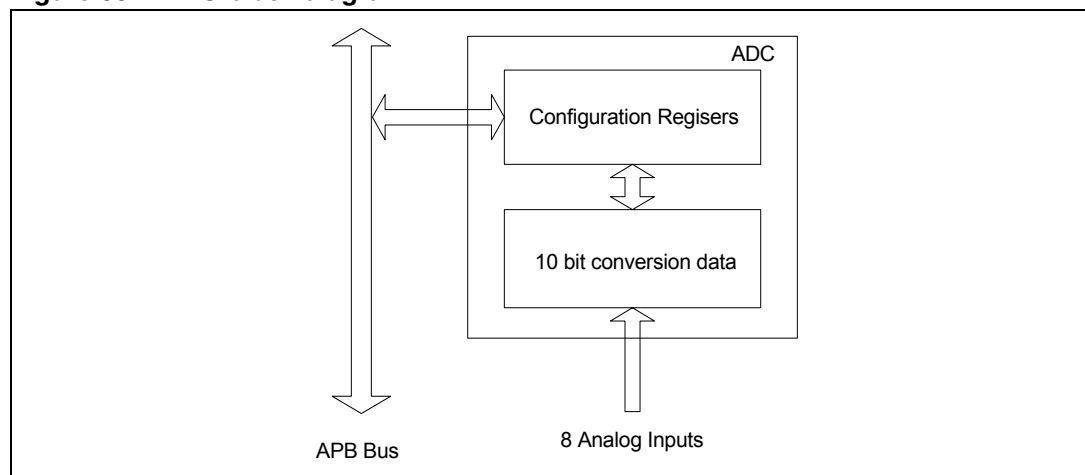 ADC
Configuration Regisers
10 bit conversion data
8 Analog Inputs
APB Bus